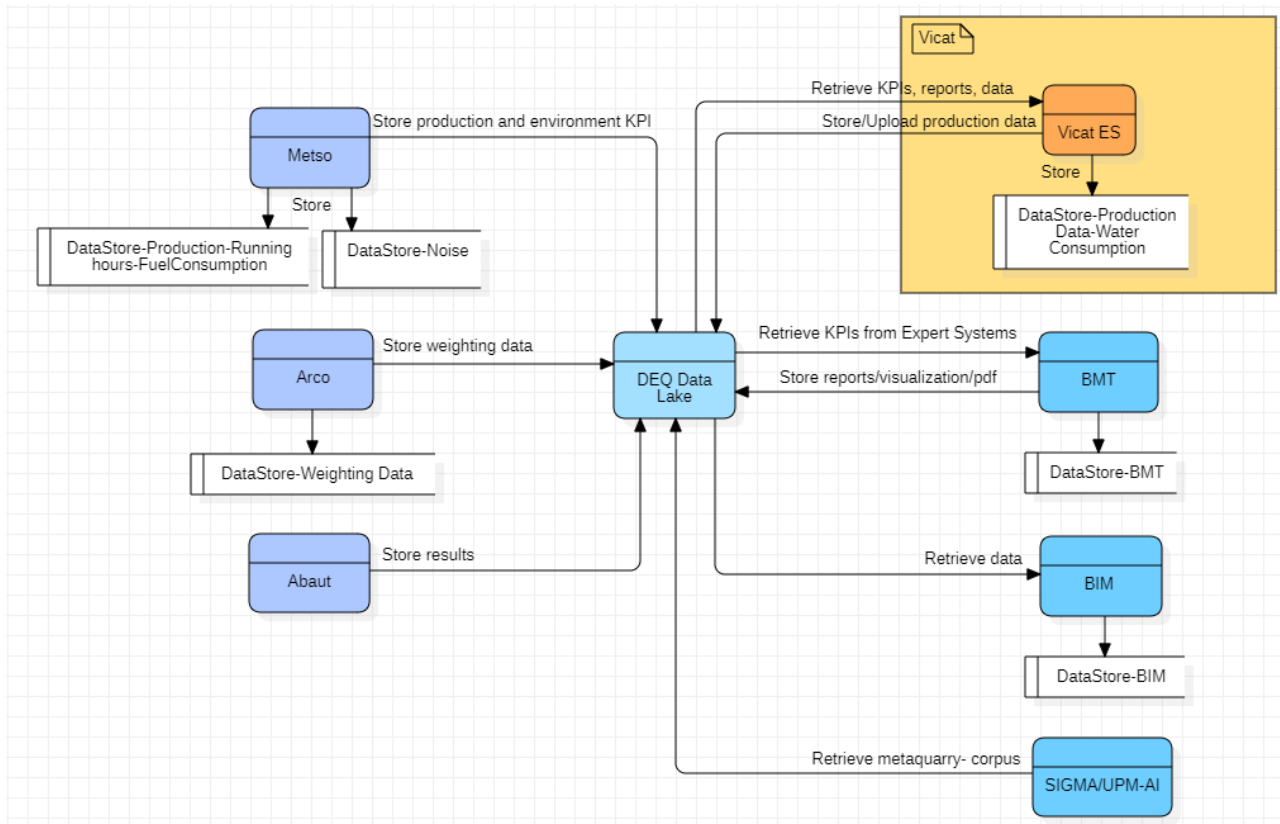 Vicat
Retrieve KPIs, reports, data
Store production and environment KPI
Store/Upload production data
Metso
Vicat ES
Store
Store
DataStore-Production-Running
hours-FuelConsumption
DataStore-Noise
DataStore-Production
Data-Water
Consumption
Store weighting data
Retrieve KPIs from Expert Systems
Arco
DEQ Data
Lake
Store reports/visualization/pdf
BMT
DataStore-Weighting Data
DataStore-BMT
Store results
Abaut
Retrieve data
BIM
DataStore-BIM
Retrieve metaquarry- corpus
SIGMA/UPM-AI